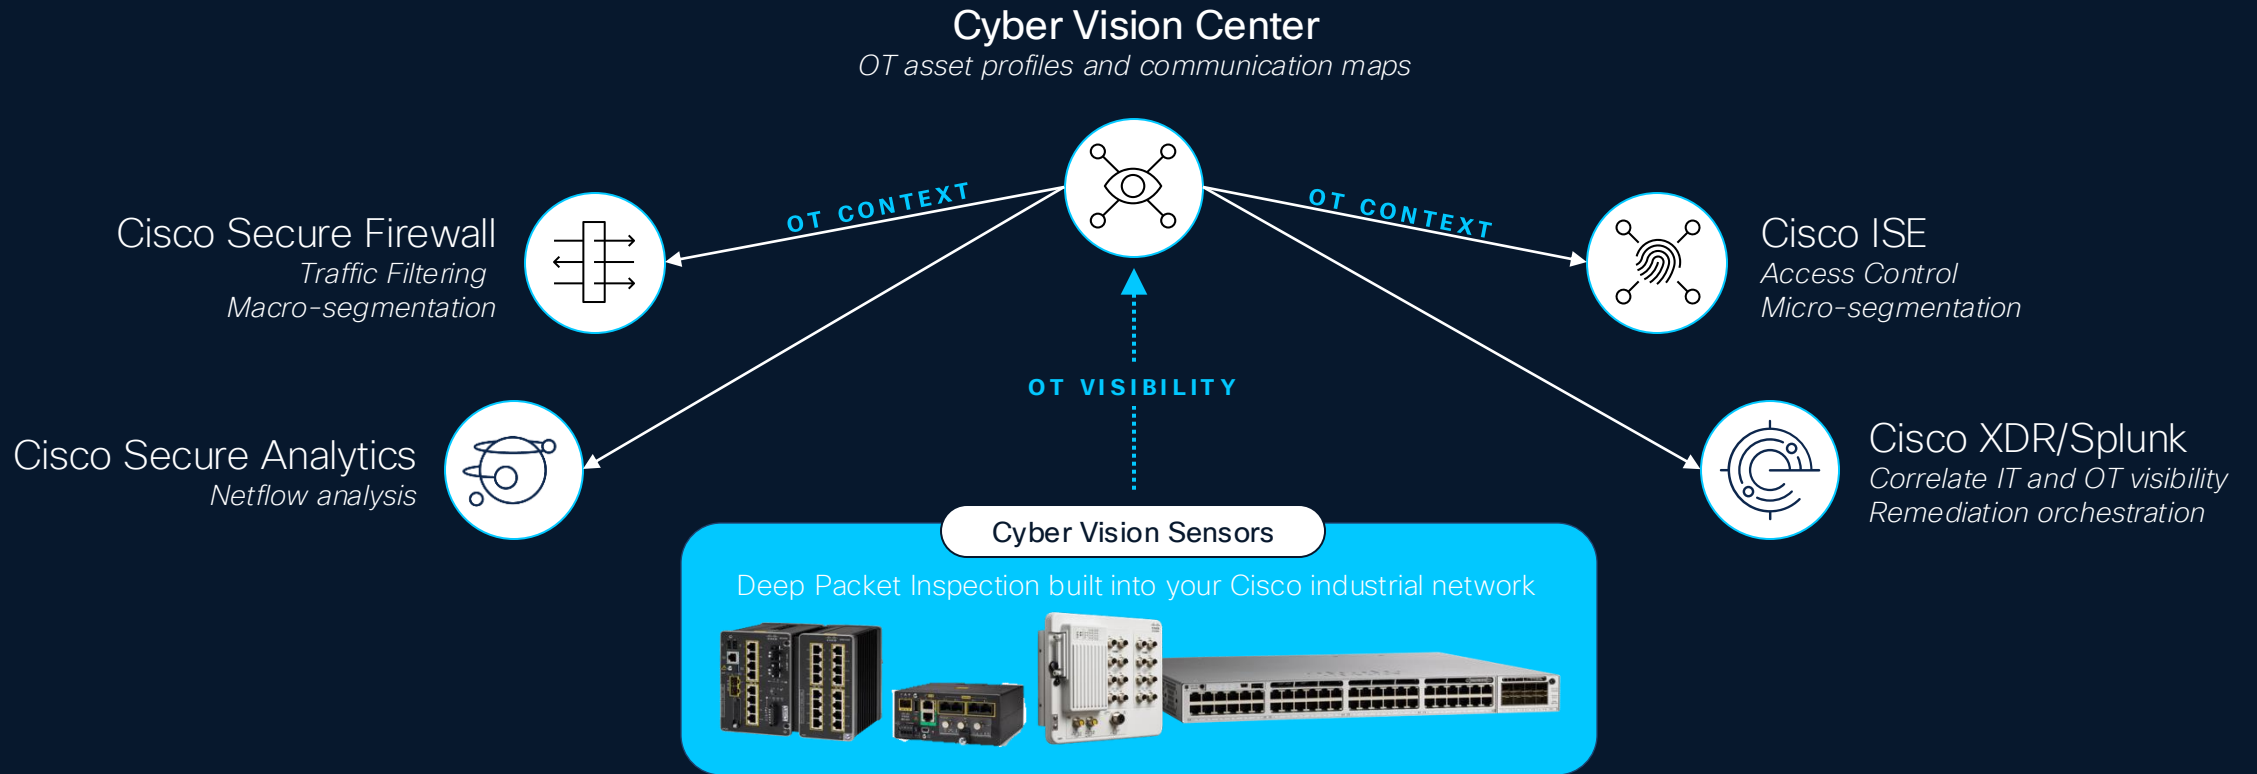 Cyber Vision Center
OT asset profiles and communication maps
OT CONTEXT
OT CONTEXT
Cisco Secure Firewall
Traffic Filtering
Macro-segmentation
Cisco ISE
Access Control
Micro-segmentation
OT VISIBILITY
Cisco Secure Analytics
Netflow analysis
Cisco XDR/Splunk
Correlate IT and OT visibility
Remediation orchestration
Cyber Vision Sensors
Deep Packet Inspection built into your Cisco industrial network